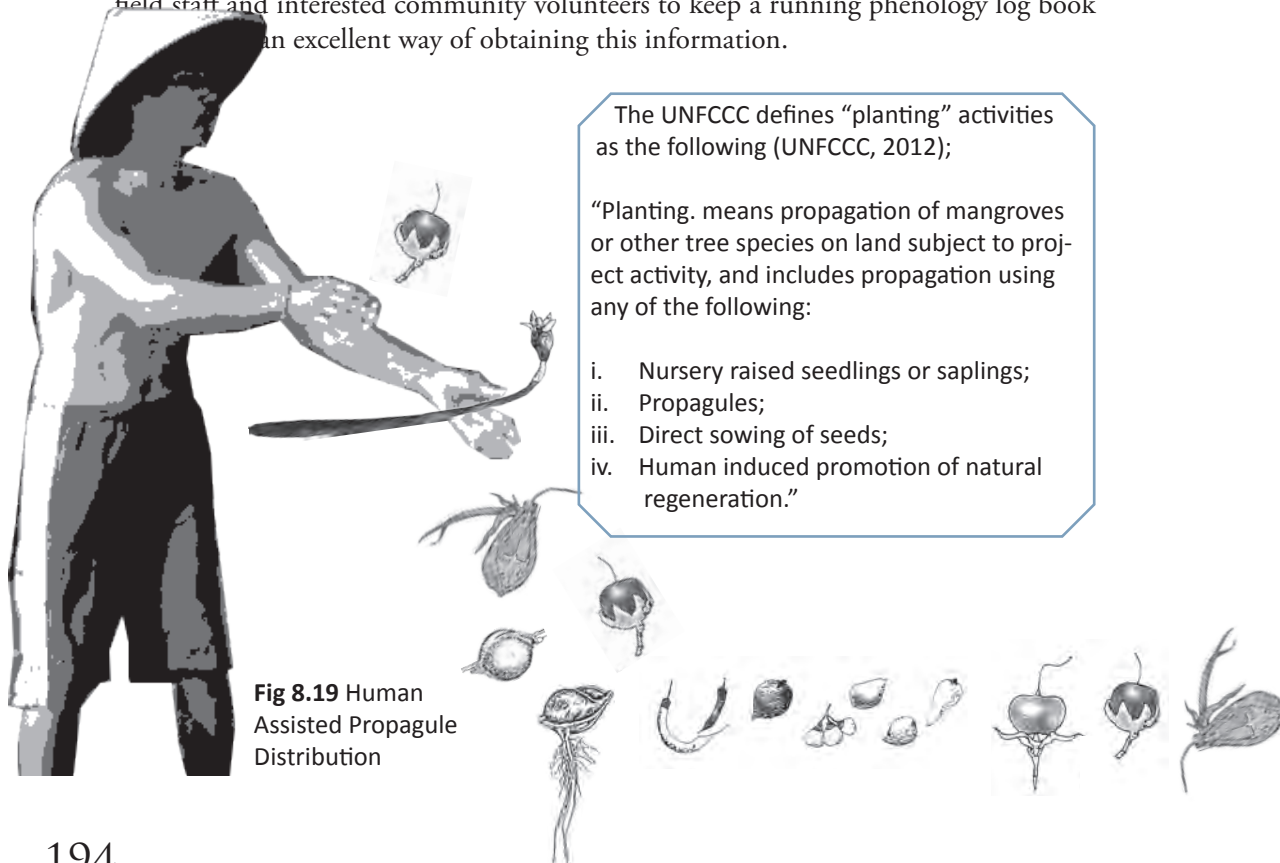 field staff and interested community volunteers to keep a running phenology log book
an excellent way of obtaining this information.
The UNFCCC defines “planting” activities
as the following (UNFCCC, 2012);
“Planting. means propagation of mangroves
or other tree species on land subject to proj-
ect activity, and includes propagation using
any of the following:
i. Nursery raised seedlings or saplings;
ii. Propagules;
iii. Direct sowing of seeds;
iv. Human induced promotion of natural
regeneration.”
Fig 8.19 Human
Assisted Propagule
Distribution
194